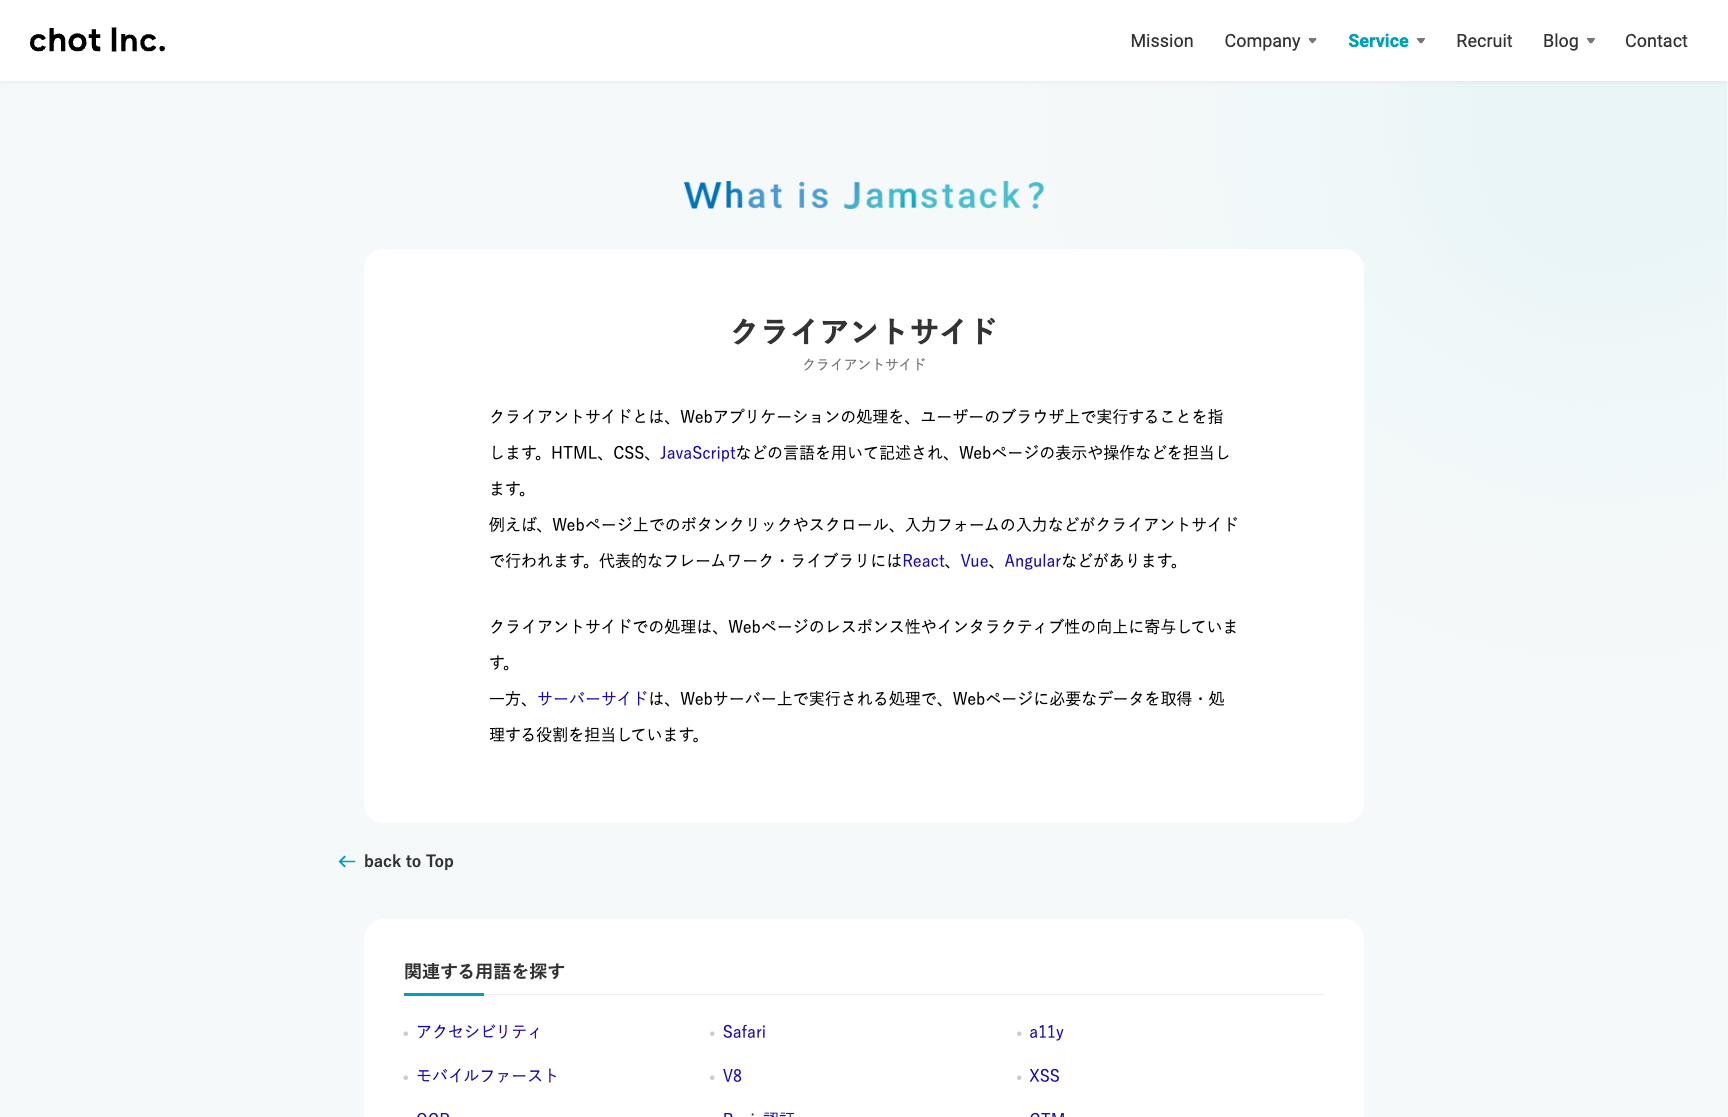 chot Inc.
Mission
Company
Service
Recruit
Blog
Contact
What is Jamstack?
クライアントサイド
クライアントサイド
クライアントサイドとは、Webアプリケーションの処理を、ユーザーのブラウザ上で実行することを指
します。HTML、CSS、JavaScriptなどの言語を用いて記述され、Webページの表示や操作などを担当し
ます。
例えば、Webページ上でのボタンクリックやスクロール、入力フォームの入力などがクライアントサイド
で行われます。代表的なフレームワーク・ライブラリにはReact、Vue、Angularなどがあります。
クライアントサイドでの処理は、Webページのレスポンス性やインタラクティブ性の向上に寄与していま
す。
一方、サーバーサイドは、Webサーバー上で実行される処理で、Webページに必要なデータを取得・処
理する役割を担当しています。
back to Top
関連する用語を探す
アクセシビリティ
Safari
a11y
モバイルファースト
V8
XSS